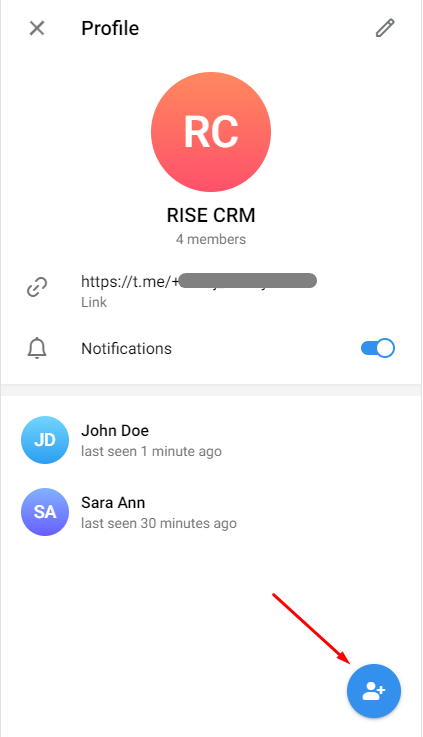 Profile
RC
RISE CRM
4 members
https://t.me/+
Link
Notifications
JD
John Doe
last seen 1 minute ago
SA
Sara Ann
last seen 30 minutes ago